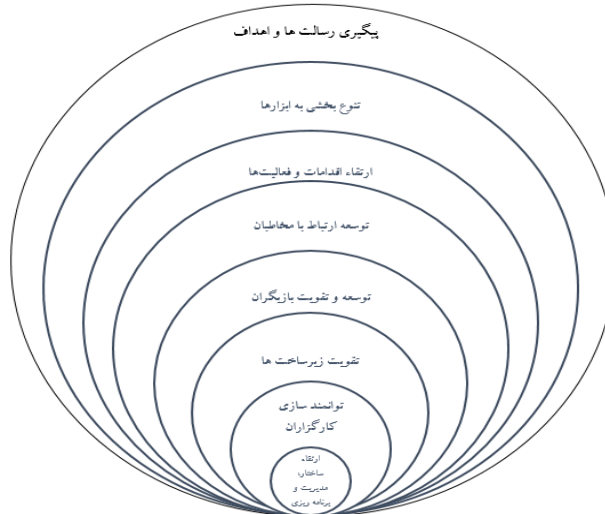 پیگیری رسالت ها و اهداف
تنوع بخشی به ابزارها
ارتقاء اقدامات و فعالیت‌ها
توسعه ارتباط با مخاطبان
توسعه و تقویت بازیگران
تقویت زیرساخت ها
توانمند سازی
کارگزاران
ارتقاء
ساختار،
مدیریت و
برنامه ریزی